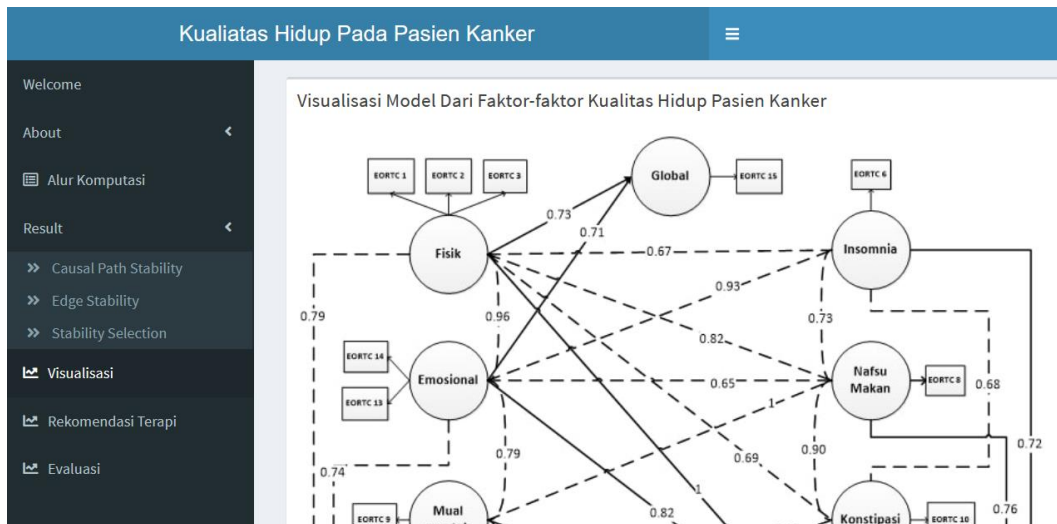 Kualiatas Hidup Pada Pasien Kanker
Welcome
About
Alur Komputasi
Result
Causal Path Stability
Edge Stability
Stability Selection
Visualisasi
Rekomendasi Terapi
Evaluasi
Visualisasi Model Dari Faktor-faktor Kualitas Hidup Pasien Kanker
EORTC 1
EORTC 2
EORTC 3
Global
EORTC 15
EORTC 6
0.73
0.71
Fisik
0.67
Insomnia
0.93
0.79
0.96
0.73
0.82
EORTC 14
Emosional
0.65
Nafsu
Makan
EORTC 8
0.68
EORTC 13
1
0.79
0.69
0.90
0.72
0.74
1
Mual
0.82
EORTC 9
Konstipasi
EORTC 10
0.76